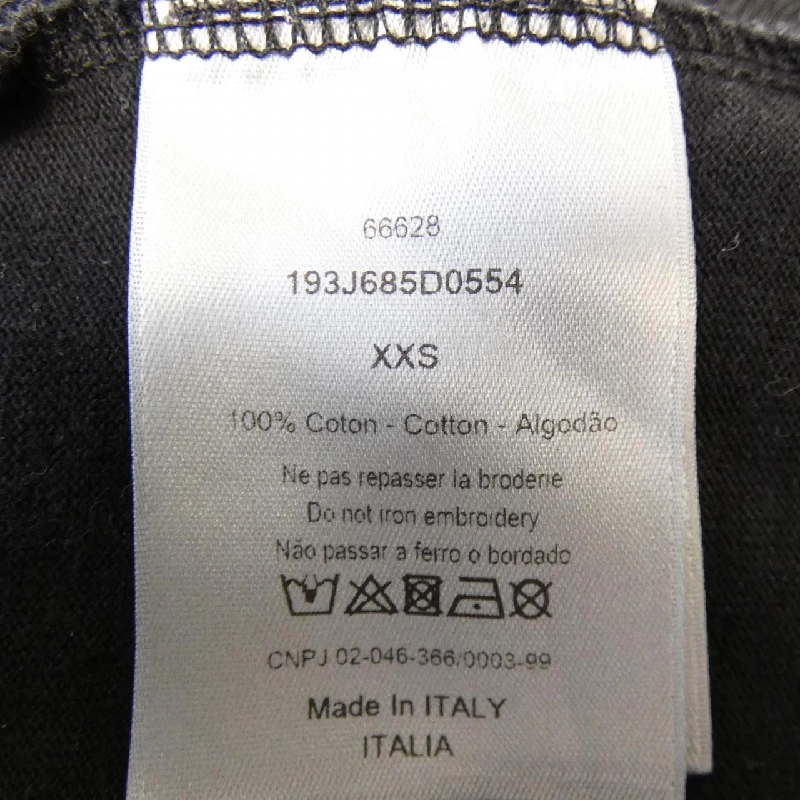 66628
193J685D0554
XXS
100% Coton - Cotton - Algodão
Ne pas repasser la broderie
Do not iron embroidery
Não passar a ferro o bordado
CNPJ 02-046-366/0003-99
Made In ITALY
ITALIA